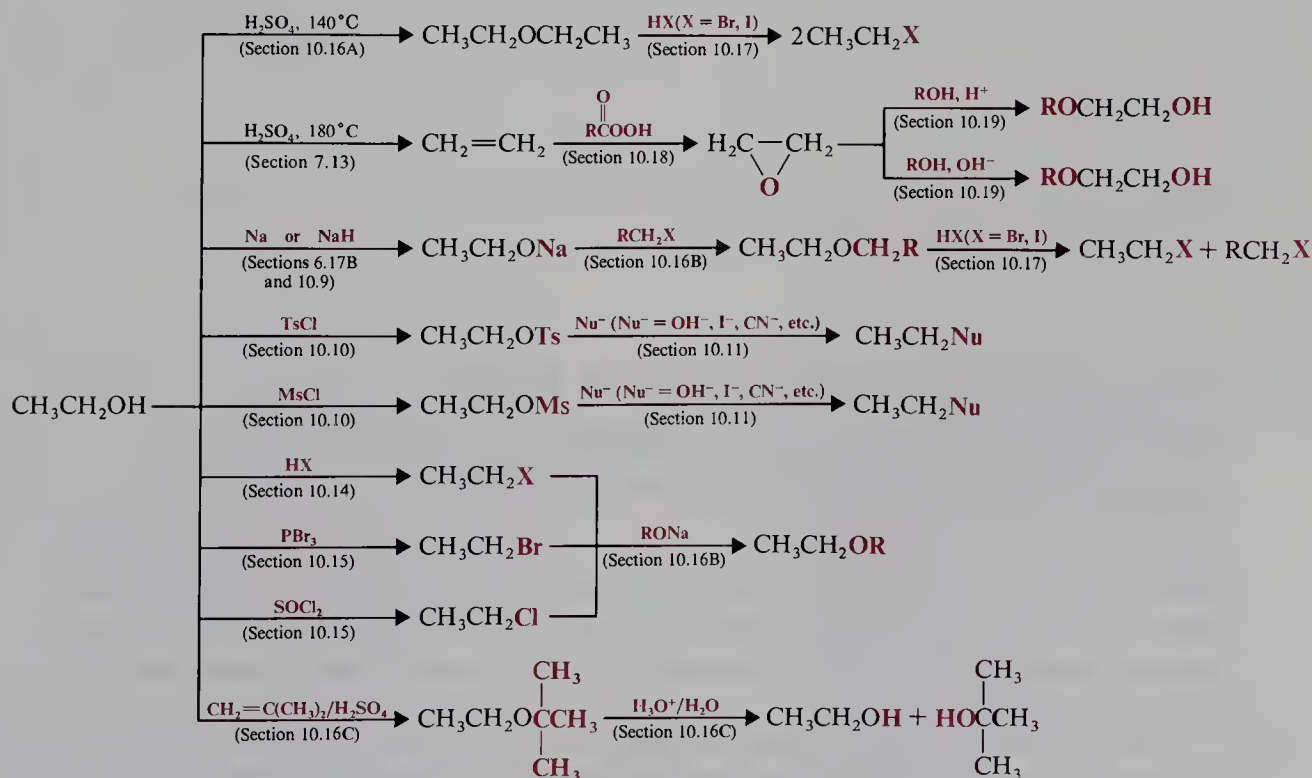 H₂SO₄, 140°C
(Section 10.16A)
CH₃CH₂OCH₂CH₃
HX(X = Br, I)
(Section 10.17)
2CH₃CH₂X
H₂SO₄, 180°C
(Section 7.13)
CH₂=CH₂
O
RCOOH
(Section 10.18)
H₂C—CH₂
O
ROH, H⁺
(Section 10.19)
ROCH₂CH₂OH
ROH, OH⁻
(Section 10.19)
ROCH₂CH₂OH
Na or NaH
(Sections 6.17B
and 10.9)
CH₃CH₂ONa
RCH₂X
(Section 10.16B)
CH₃CH₂OCH₂R
HX(X = Br, I)
(Section 10.17)
CH₃CH₂X + RCH₂X
TsCl
(Section 10.10)
CH₃CH₂OTs
Nu⁻ (Nu⁻ = OH⁻, I⁻, CN⁻, etc.)
(Section 10.11)
CH₃CH₂Nu
CH₃CH₂OH
MsCl
(Section 10.10)
CH₃CH₂OMs
Nu⁻ (Nu⁻ = OH⁻, I⁻, CN⁻, etc.)
(Section 10.11)
CH₃CH₂Nu
HX
(Section 10.14)
CH₃CH₂X
PBr₃
(Section 10.15)
CH₃CH₂Br
RONa
(Section 10.16B)
CH₃CH₂OR
SOCl₂
(Section 10.15)
CH₃CH₂Cl
CH₂=C(CH₃)₂/H₂SO₄
(Section 10.16C)
CH₃
CH₃CH₂OCCH₃
CH₃
H₃O⁺/H₂O
(Section 10.16C)
CH₃CH₂OH +
CH₃
HOCCH₃
CH₃